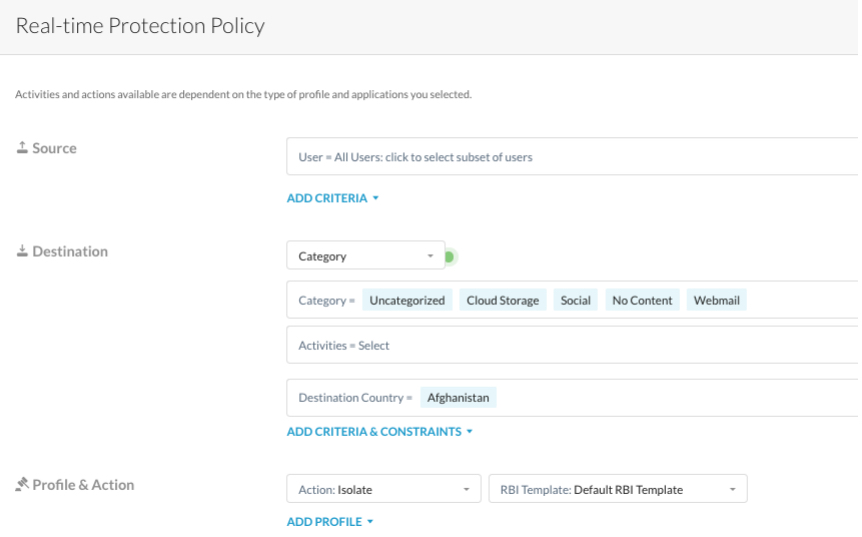 Real-time Protection Policy
Activities and actions available are dependent on the type of profile and applications you selected.
Source
User = All Users: click to select subset of users
ADD CRITERIA
Destination
Category
Category = Uncategorized Cloud Storage Social No Content Webmail
Activities = Select
Destination Country = Afghanistan
ADD CRITERIA & CONSTRAINTS
Profile & Action
Action: Isolate RBI Template: Default RBI Template
ADD PROFILE